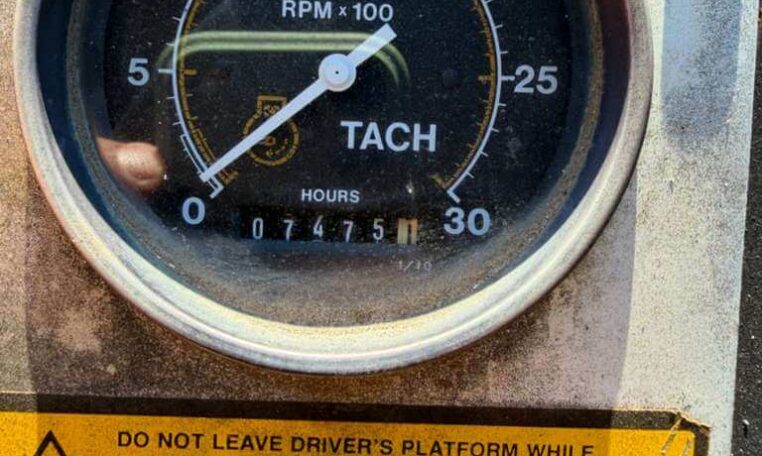 RPM x 100
5
25
TACH
HOURS
0
07475
30
1/10
DO NOT LEAVE DRIVER'S PLATFORM WHILE